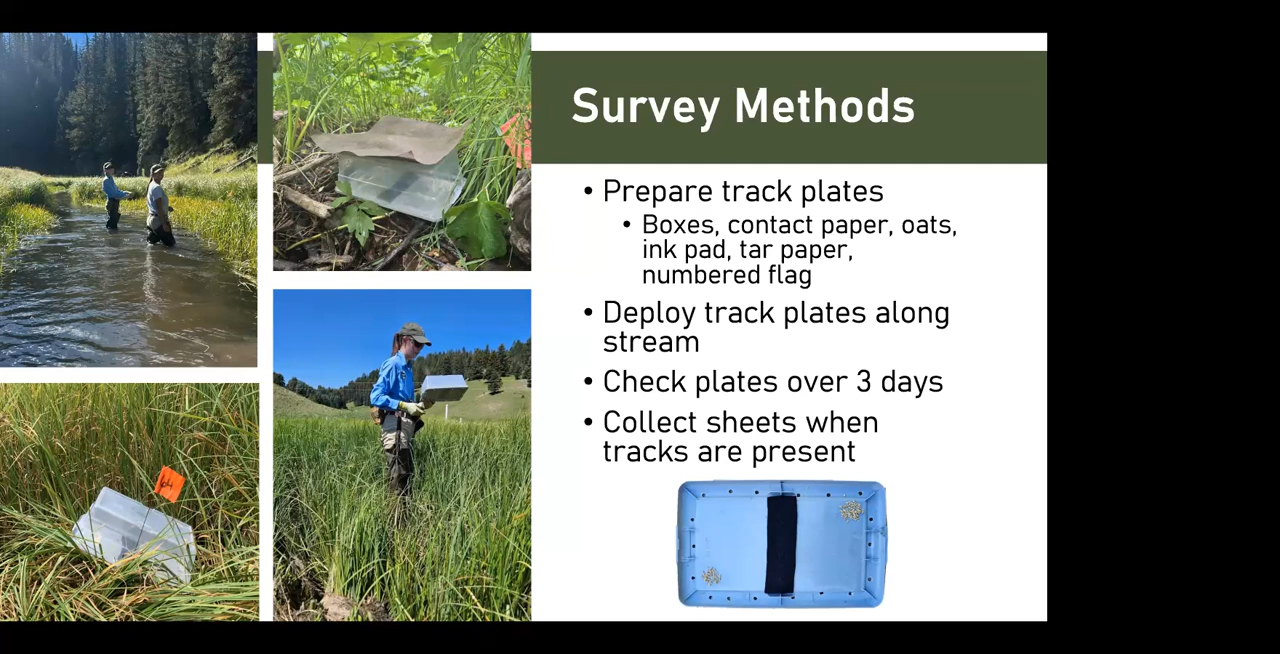 Survey Methods
• Prepare track plates
• Boxes, contact paper, oats,
ink pad, tar paper,
numbered flag
• Deploy track plates along
stream
• Check plates over 3 days
• Collect sheets when
tracks are present